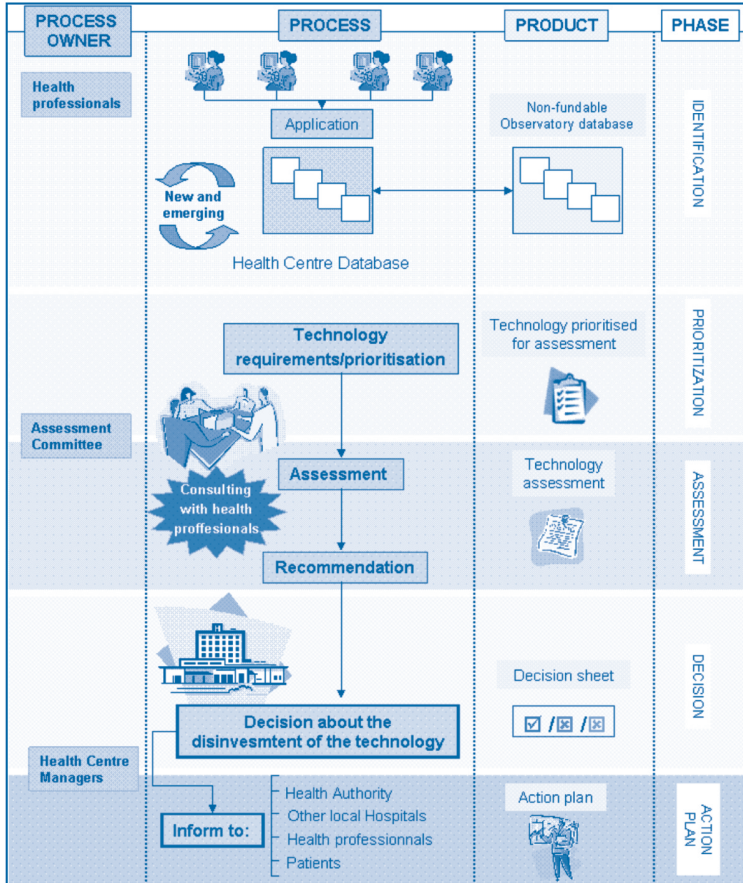 PROCESS
OWNER
PROCESS
PRODUCT
PHASE
Health
professionals
Application
Non-fundable
Observatory database
IDENTIFICATION
New and
emerging
Health Centre Database
Technology
requirements/prioritisation
Technology prioritised
for assessment
PRIORITIZATION
Assessment
Committee
Assessment
Technology
assessment
ASSESSMENT
Consulting
with health
proffesionals
Recommendation
H
Decision sheet
DECISION
Decision about the
disinvesment of the technology
Health Centre
Managers
Inform to:
Health Authority
Other local Hospitals
Health professionnals
Patients
Action plan
ACTION
PLAN